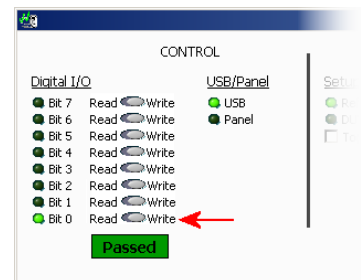 CONTROL
Digital I/O USB/Panel
Bit 7 Read Write USB
Bit 6 Read Write Panel
Bit 5 Read Write
Bit 4 Read Write
Bit 3 Read Write
Bit 2 Read Write
Bit 1 Read Write
Bit 0 Read Write
Passed